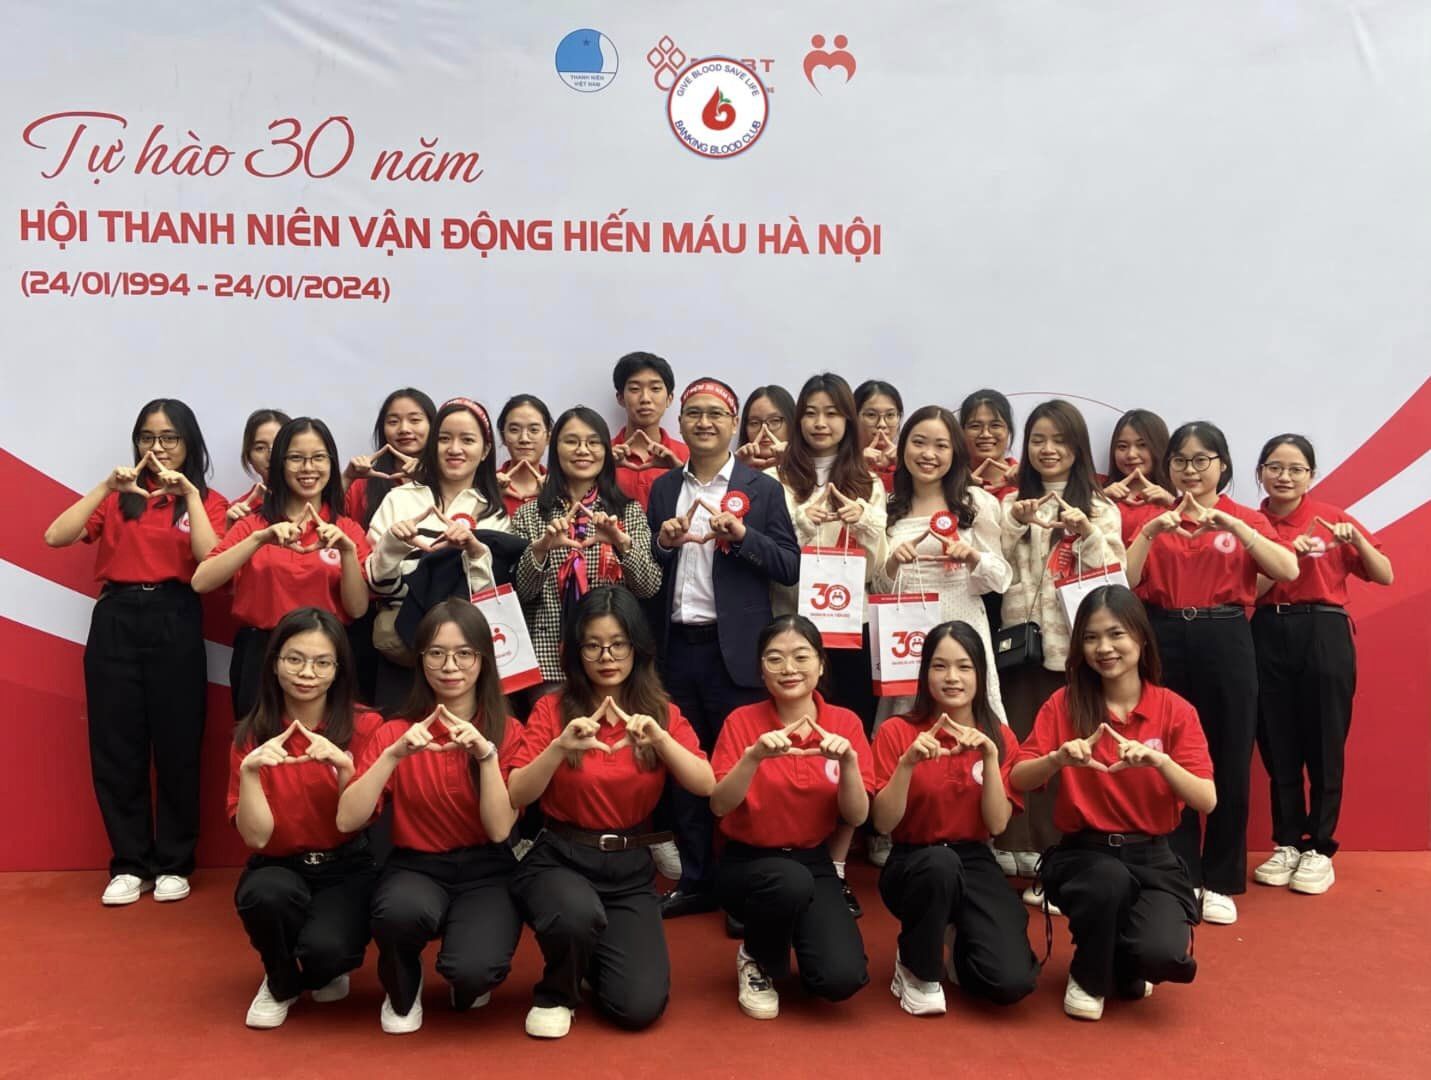 THANH NIÊN
VIỆT NAM
GIVE BLOOD SAVE LIFE
BANKING BLOOD CLUB
Tự hào 30 năm
HỘI THANH NIÊN VẬN ĐỘNG HIẾN MÁU HÀ NỘI
(24/01/1994 - 24/01/2024)
30
30